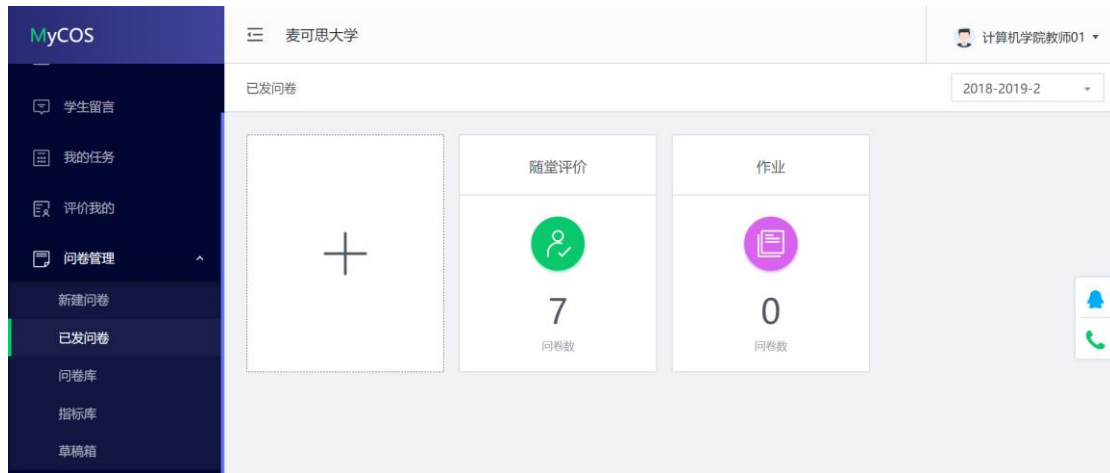 MyCOS
麦可思大学
计算机学院教师01
已发问卷
2018-2019-2
学生留言
我的任务
评价我的
问卷管理
新建问卷
已发问卷
问卷库
指标库
草稿箱
随堂评价
7
问卷数
作业
0
问卷数